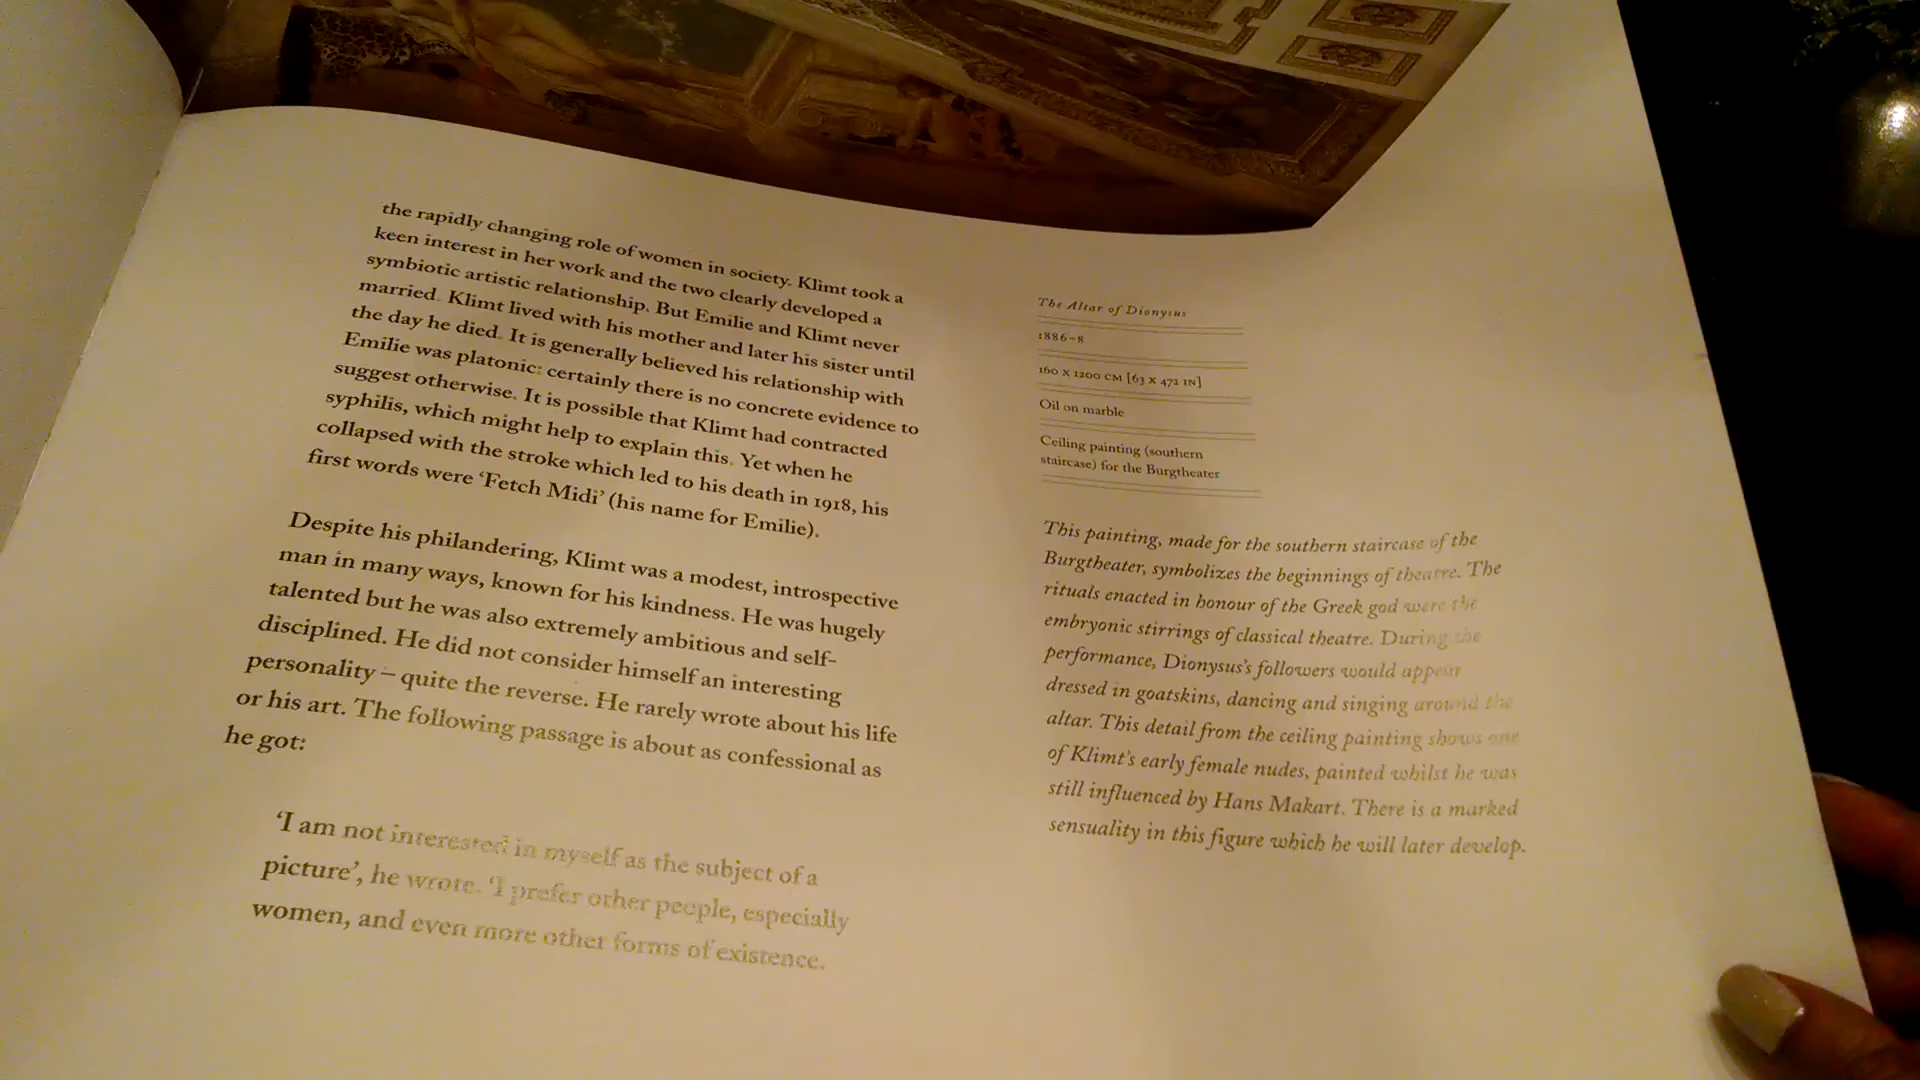 the rapidly changing role of women in society. Klimt took a
keen interest in her work and the two clearly developed a
symbiotic artistic relationship. But Emilie and Klimt never
married. Klimt lived with his mother and later his sister until
the day he died. It is generally believed his relationship with
Emilie was platonic: certainly there is no concrete evidence to
suggest otherwise. It is possible that Klimt had contracted
syphilis, which might help to explain this. Yet when he
collapsed with the stroke which led to his death in 1918, his
first words were ‘Fetch Midi’ (his name for Emilie).
Despite his philandering, Klimt was a modest, introspective
man in many ways, known for his kindness. He was hugely
talented but he was also extremely ambitious and self-
disciplined. He did not consider himself an interesting
personality – quite the reverse. He rarely wrote about his life
or his art. The following passage is about as confessional as
he got:
‘I am not interested in myself as the subject of a
picture’, he wrote. ‘I prefer other people, especially
women, and even more other forms of existence.
The Altar of Dionysus
1886–8
160 x 1200 CM [63 x 472 IN]
Oil on marble
Ceiling painting (southern
staircase) for the Burgtheater
This painting, made for the southern staircase of the
Burgtheater, symbolizes the beginnings of theatre. The
rituals enacted in honour of the Greek god were the
embryonic stirrings of classical theatre. During the
performance, Dionysus’s followers would appear
dressed in goatskins, dancing and singing around the
altar. This detail from the ceiling painting shows one
of Klimt’s early female nudes, painted whilst he was
still influenced by Hans Makart. There is a marked
sensuality in this figure which he will later develop.